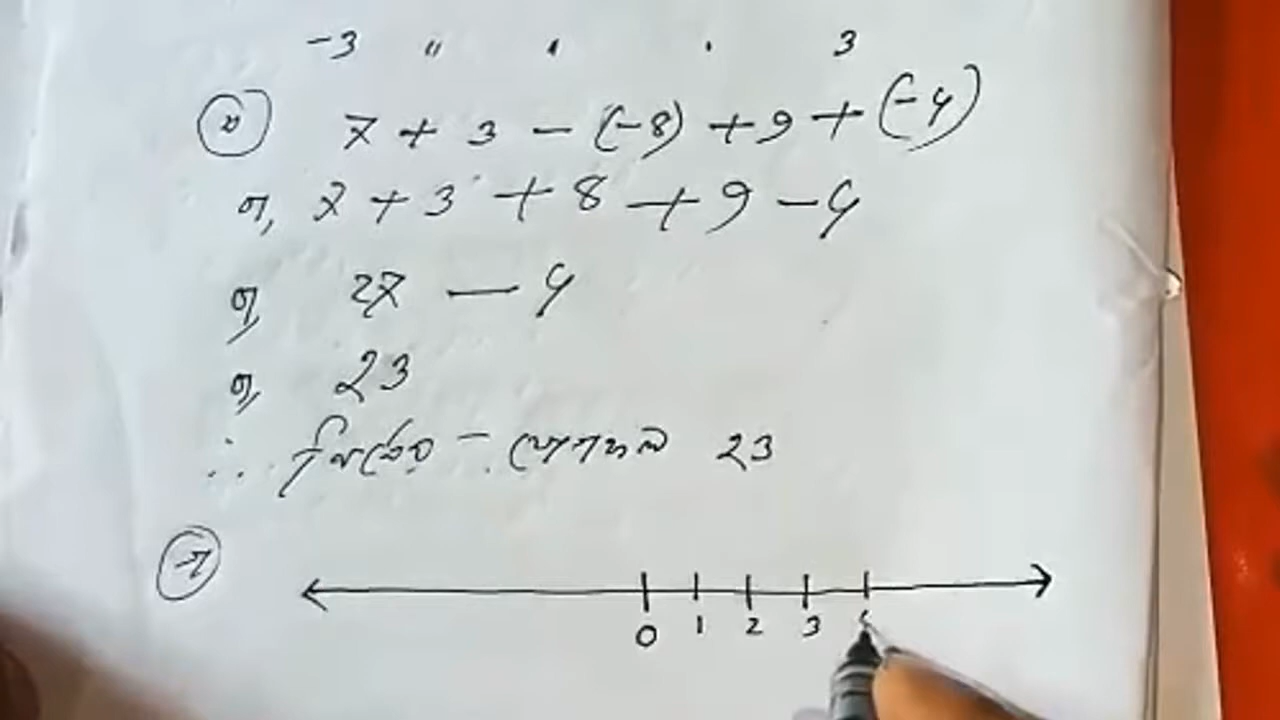 -3 " 3
(খ) 7 + 3 - (-8) + 9 + (-4)
বা, 7 + 3 + 8 + 9 - 4
বা, 27 - 4
বা, 23
∴ নির্ণেয় - যোগফল 23
(গ)
0 1 2 3